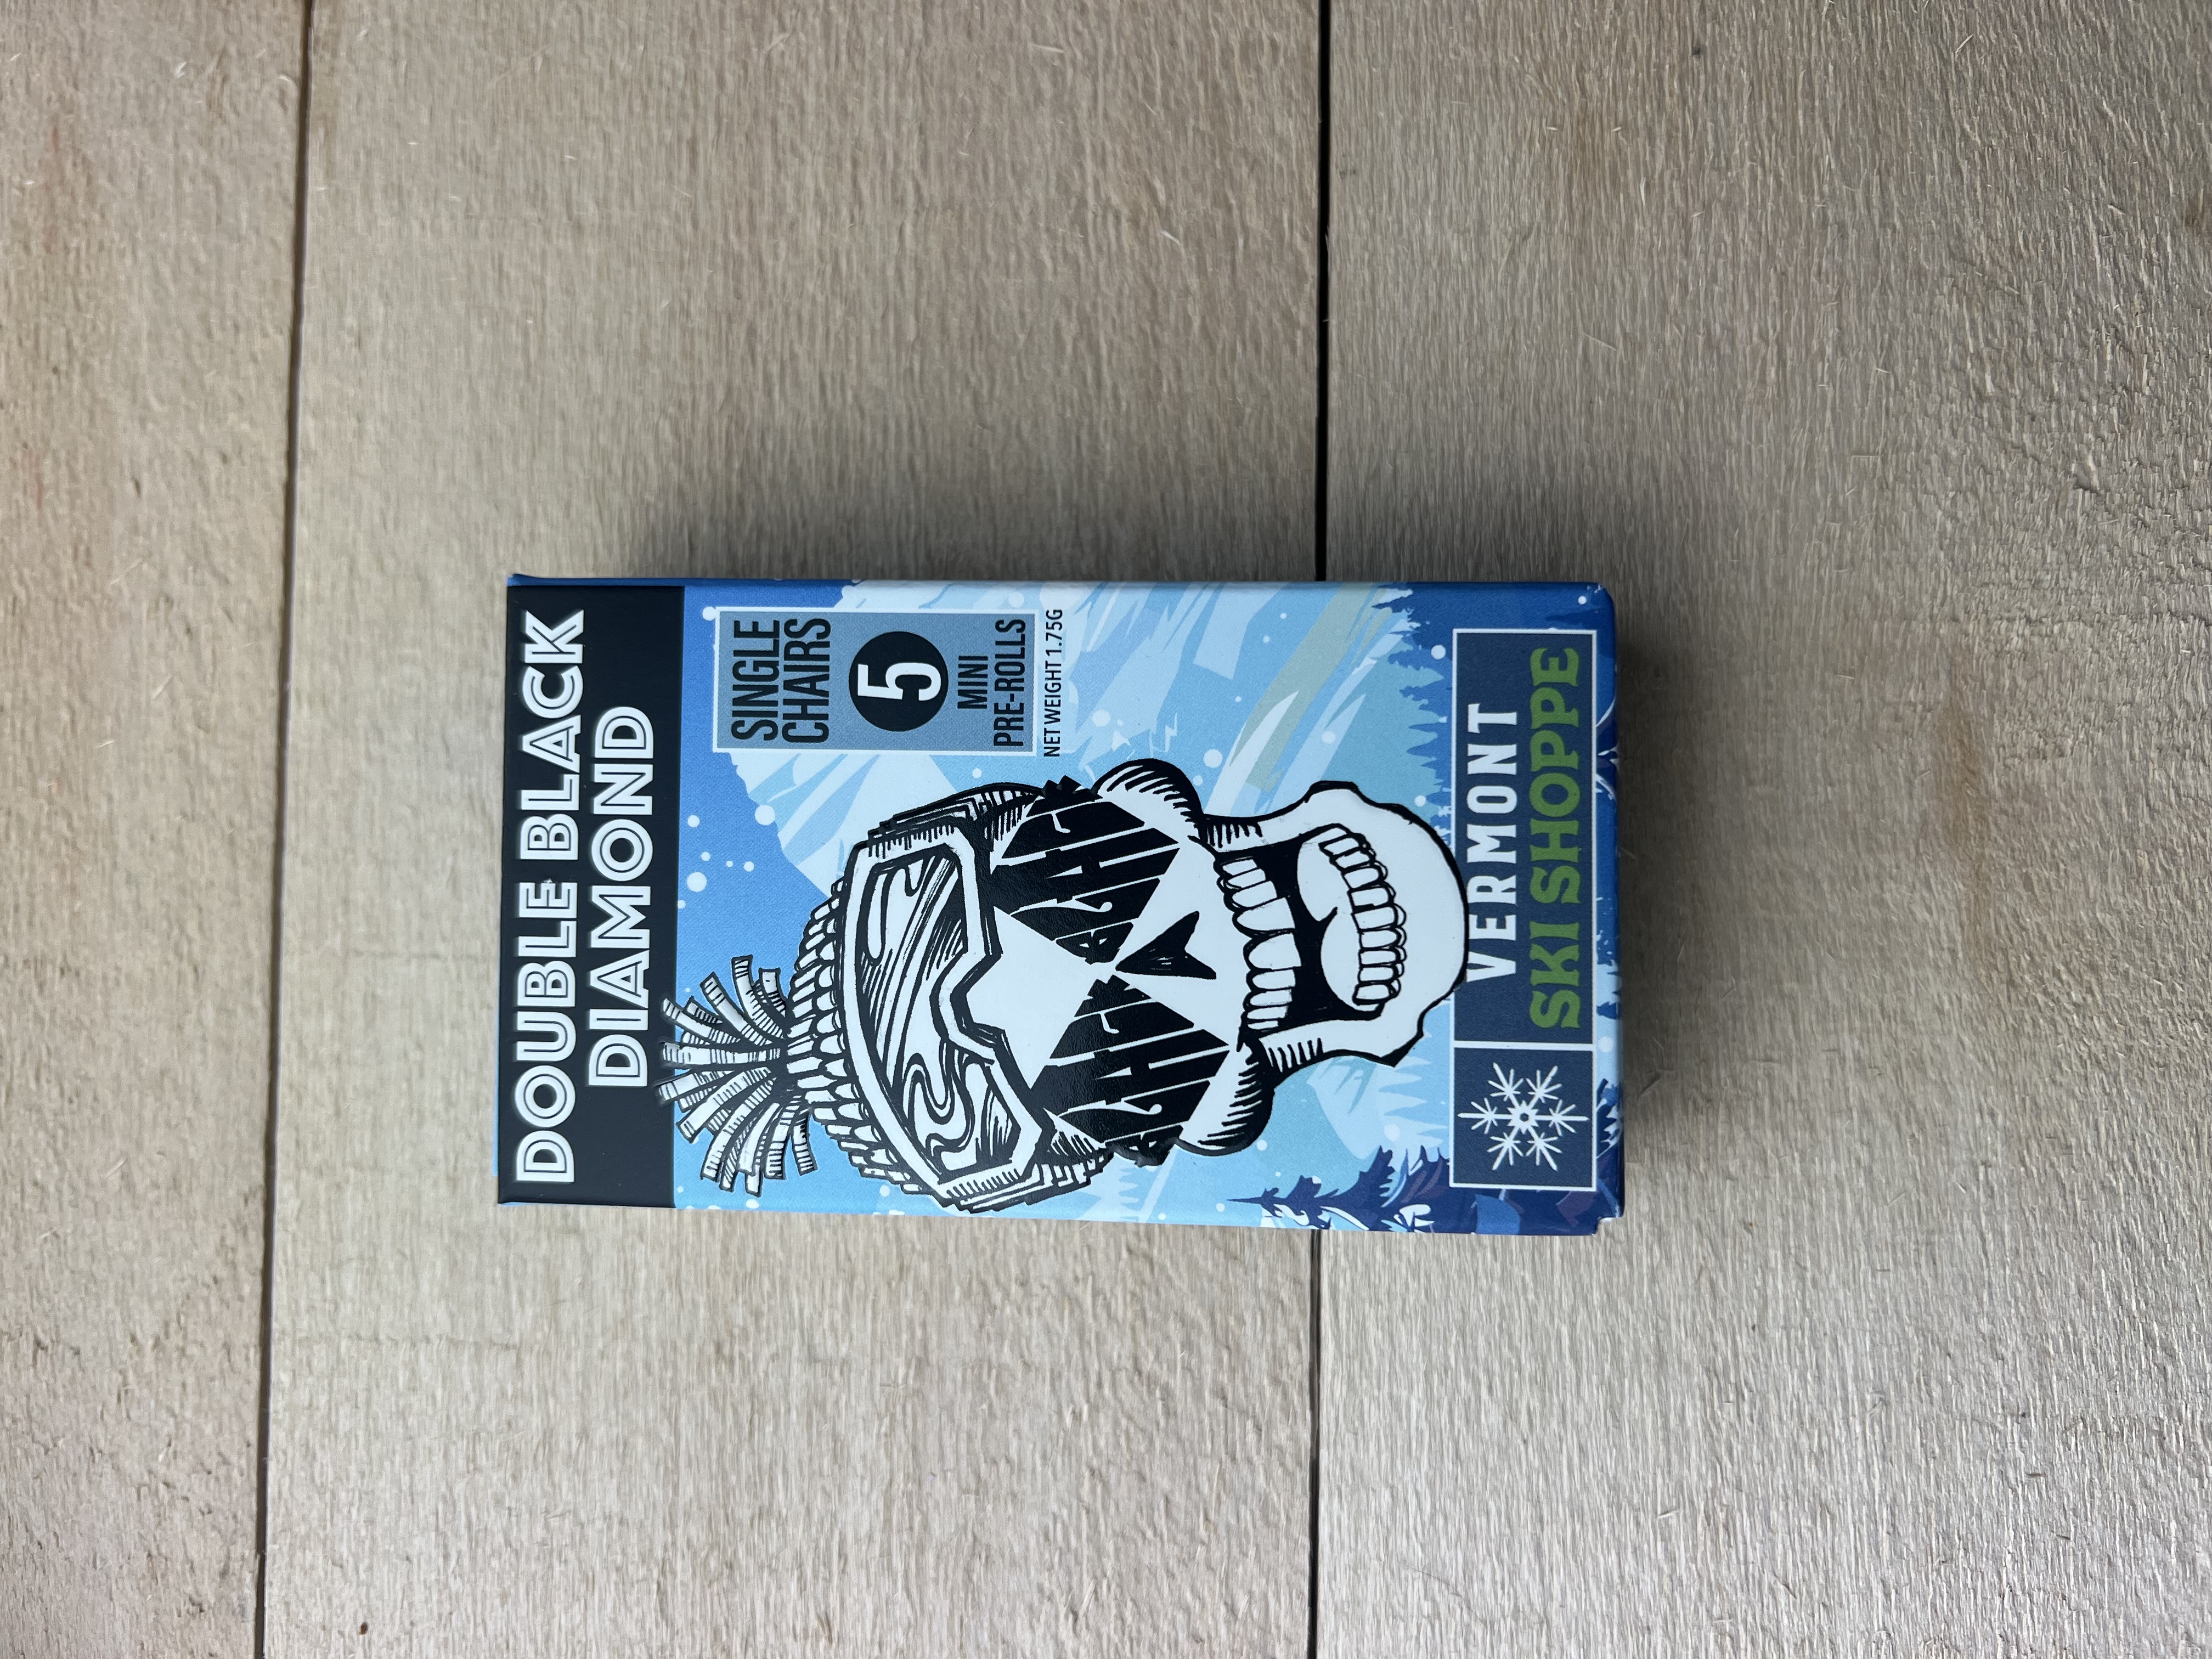 DOUBLE BLACK
DIAMOND
SINGLE
CHAIRS
5
MINI
PRE-ROLLS
NET WEIGHT 1.75G
VERMONT
SKI SHOPPE